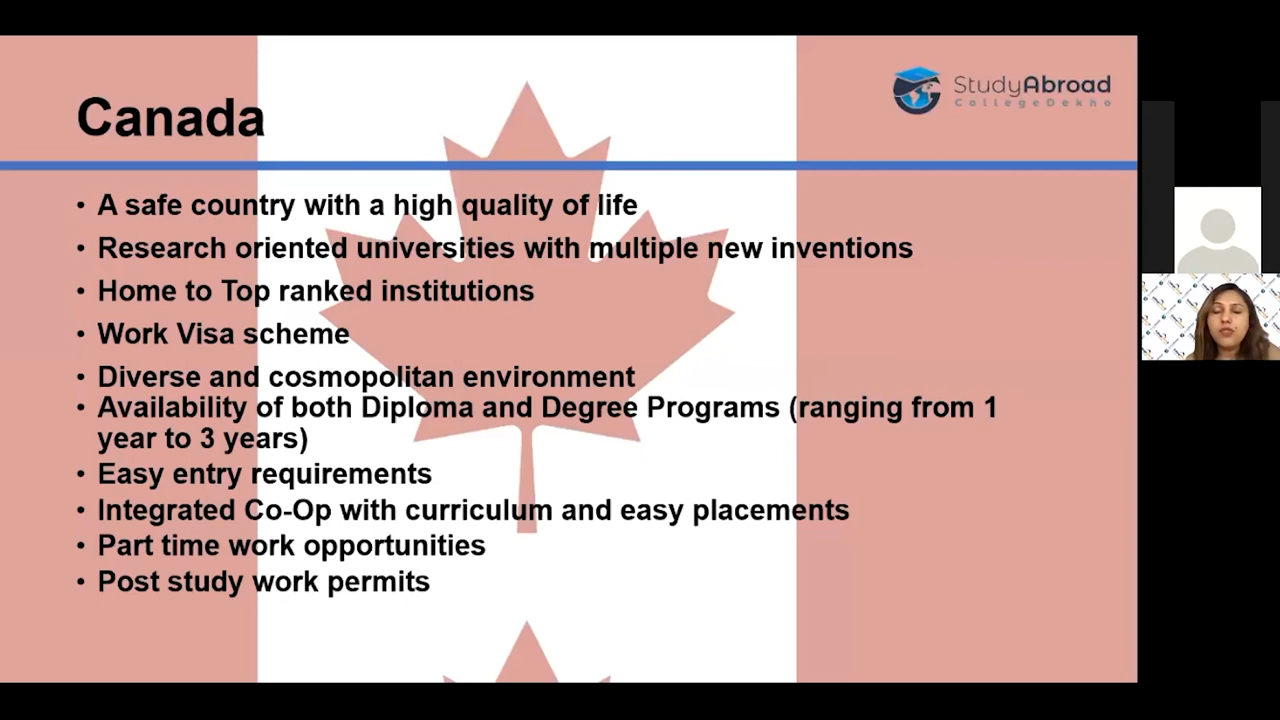 StudyAbroad
CollegeDekho
Canada
• A safe country with a high quality of life
• Research oriented universities with multiple new inventions
• Home to Top ranked institutions
• Work Visa scheme
• Diverse and cosmopolitan environment
• Availability of both Diploma and Degree Programs (ranging from 1
year to 3 years)
• Easy entry requirements
• Integrated Co-Op with curriculum and easy placements
• Part time work opportunities
• Post study work permits